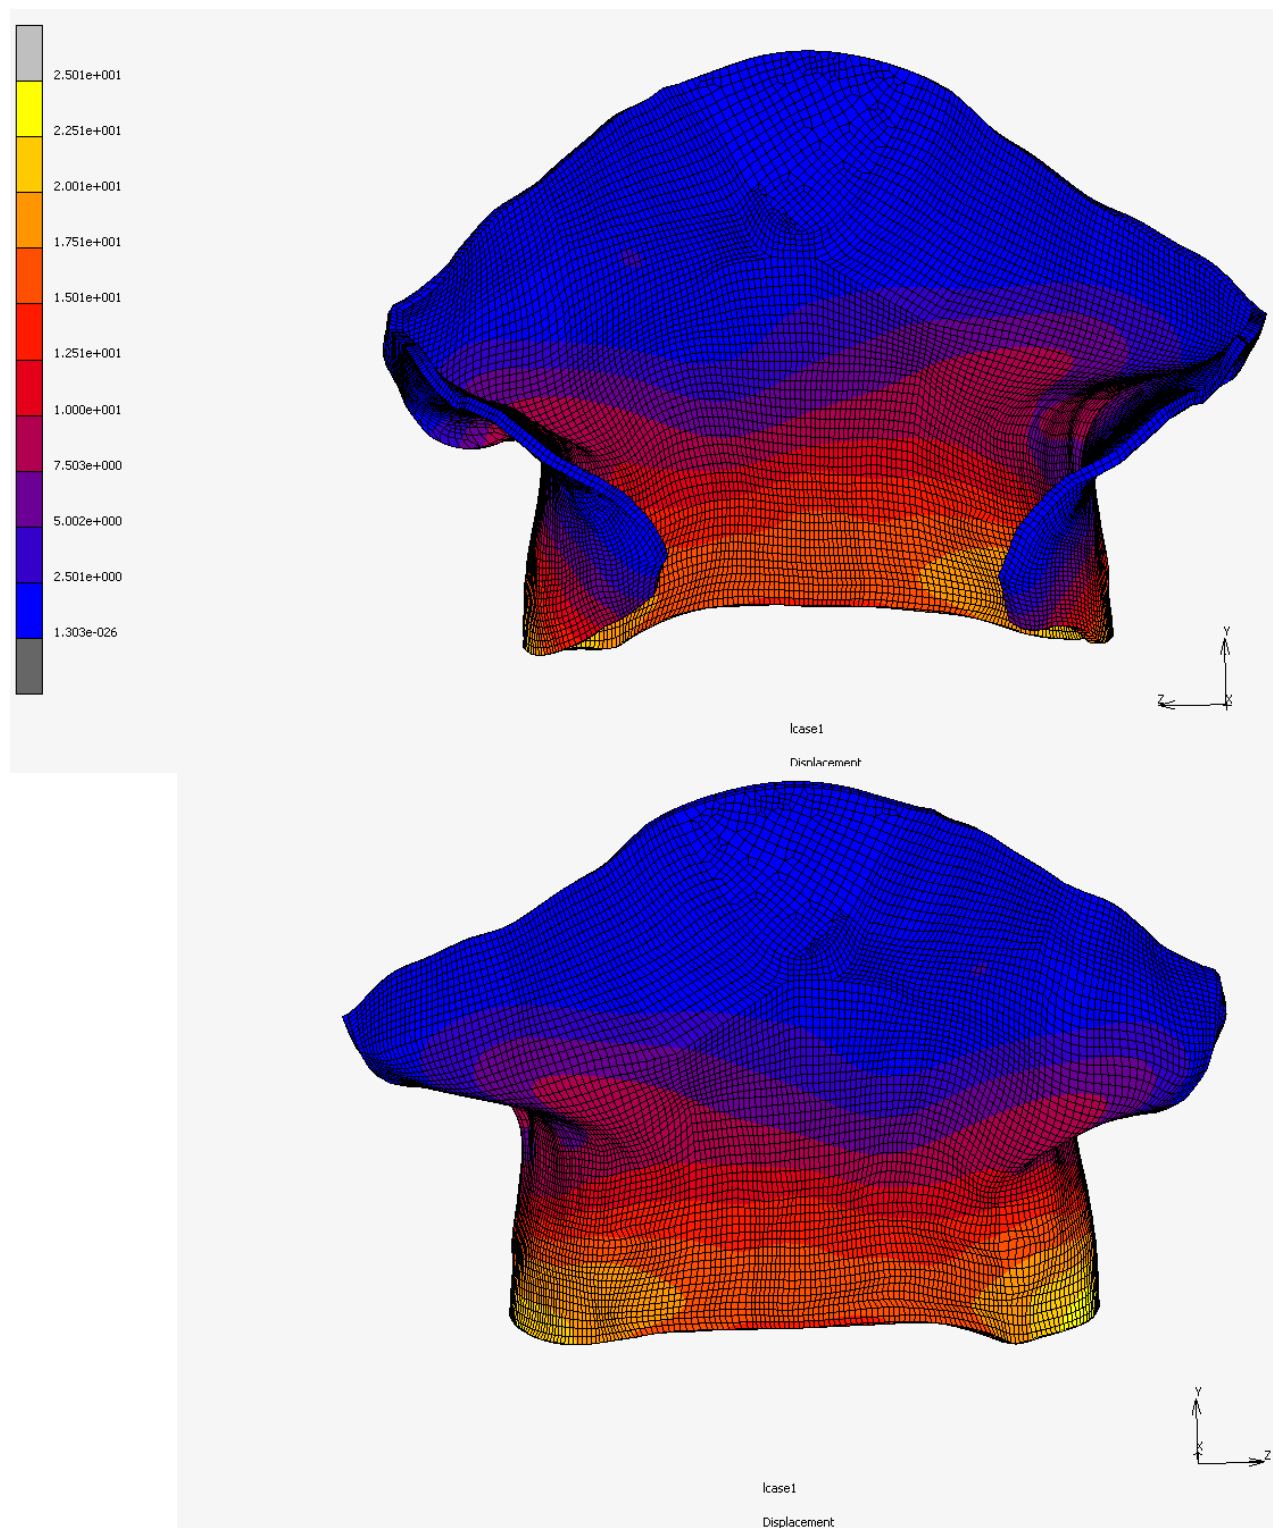 2.501e+001
2.251e+001
2.001e+001
1.751e+001
1.501e+001
1.251e+001
1.000e+001
7.503e+000
5.002e+000
2.501e+000
1.303e-026
Y
Z
X
lcase1
Displacement
Y
X
Z
lcase1
Displacement